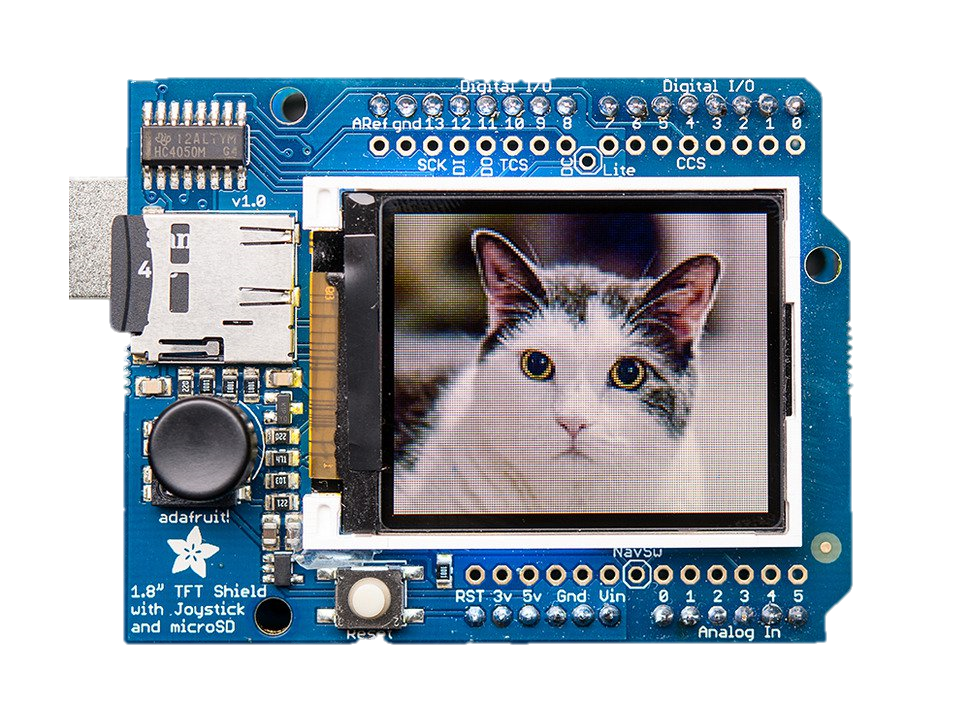 Digital I/O Digital I/O
ARef gnd 13 12 11 10 9 8 7 6 5 4 3 2 1 0
12ALTYM
HC4050M G4
SCK DI DO TCS DC Lite CCS
v1.0
4
adafruit!
1.8" TFT Shield
with Joystick
and microSD
Reset
NavSw
RST 3v 5v Gnd Vin 0 1 2 3 4 5
Analog In